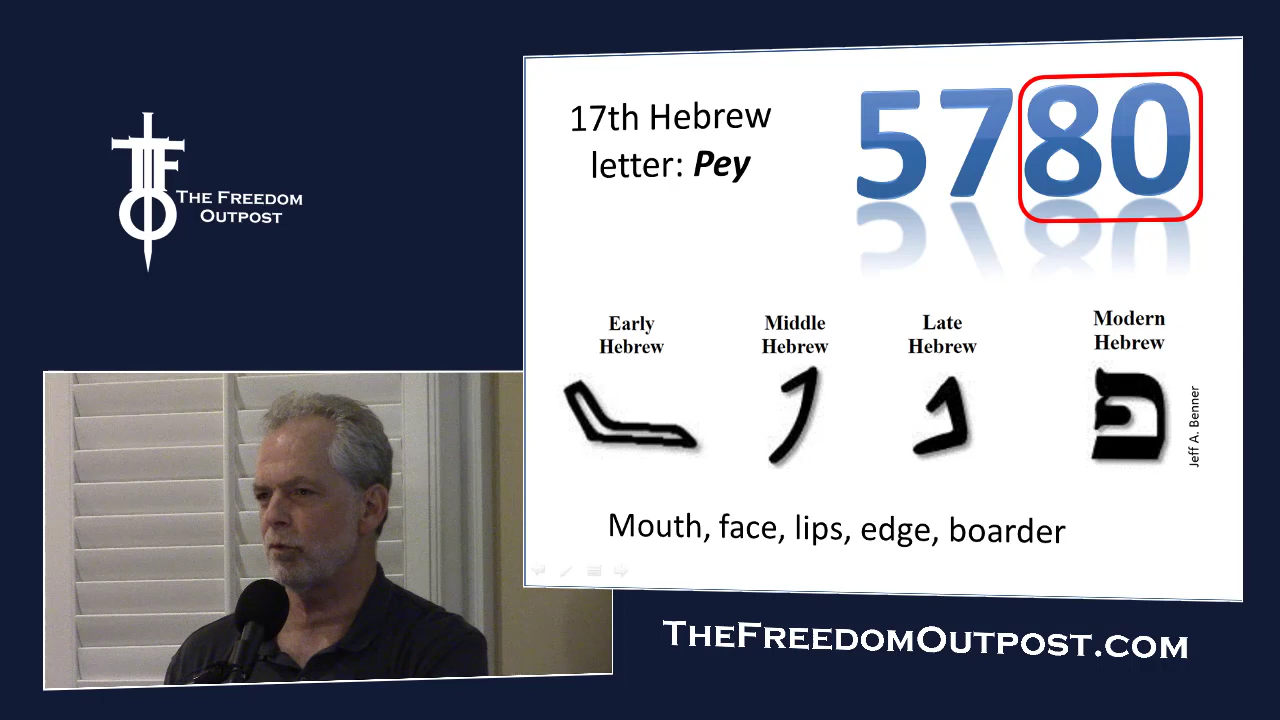 THE FREEDOM
OUTPOST
17th Hebrew
letter: Pey
5780
Early
Hebrew
Middle
Hebrew
Late
Hebrew
Modern
Hebrew
פ
Jeff A. Benner
Mouth, face, lips, edge, boarder
THEFREEDOMOUTPOST.COM